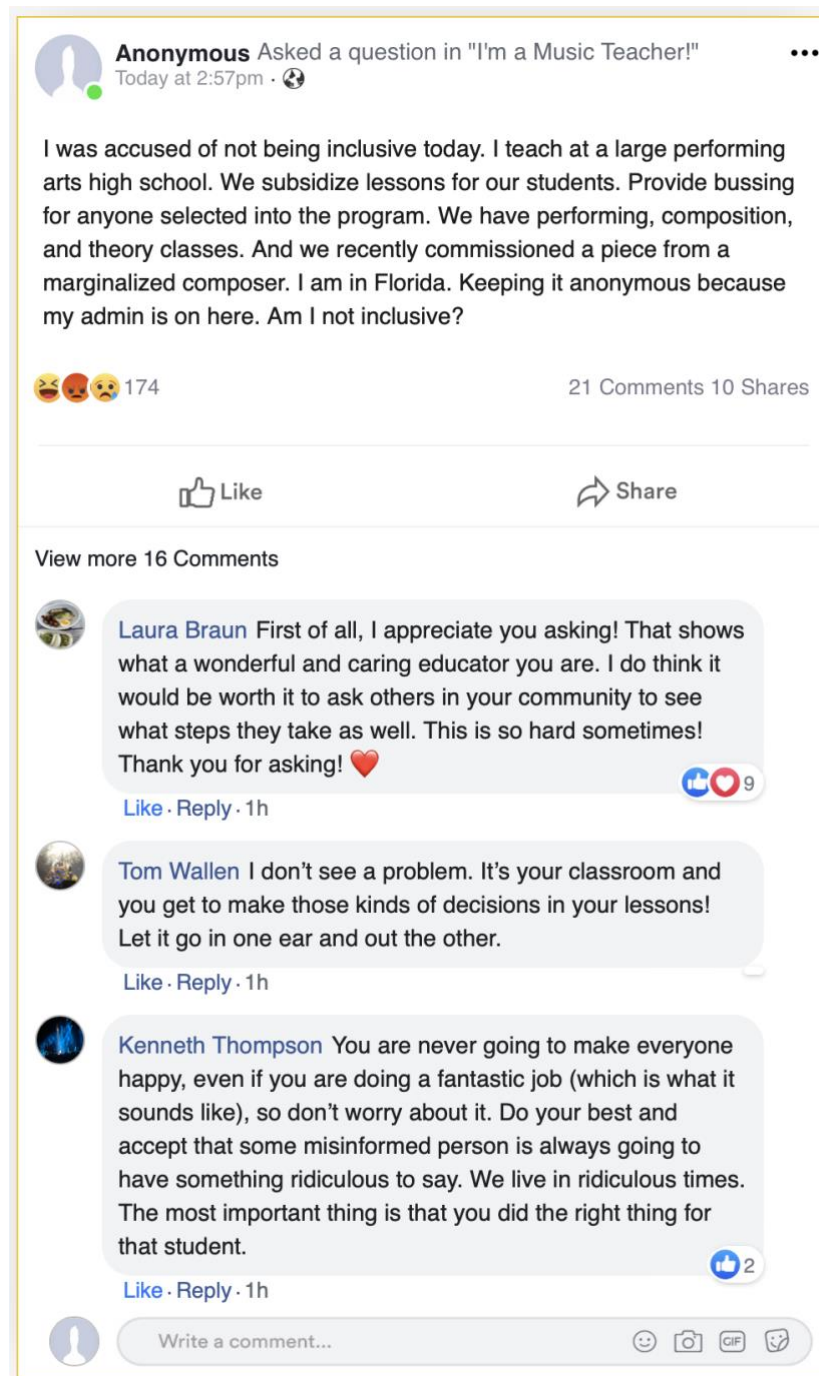 Anonymous Asked a question in "I'm a Music Teacher!"
Today at 2:57pm ·
I was accused of not being inclusive today. I teach at a large performing
arts high school. We subsidize lessons for our students. Provide bussing
for anyone selected into the program. We have performing, composition,
and theory classes. And we recently commissioned a piece from a
marginalized composer. I am in Florida. Keeping it anonymous because
my admin is on here. Am I not inclusive?
174
21 Comments 10 Shares
Like
Share
View more 16 Comments
Laura Braun First of all, I appreciate you asking! That shows
what a wonderful and caring educator you are. I do think it
would be worth it to ask others in your community to see
what steps they take as well. This is so hard sometimes!
Thank you for asking! ❤️
9
Like · Reply · 1h
Tom Wallen I don’t see a problem. It’s your classroom and
you get to make those kinds of decisions in your lessons!
Let it go in one ear and out the other.
Like · Reply · 1h
Kenneth Thompson You are never going to make everyone
happy, even if you are doing a fantastic job (which is what it
sounds like), so don’t worry about it. Do your best and
accept that some misinformed person is always going to
have something ridiculous to say. We live in ridiculous times.
The most important thing is that you did the right thing for
that student.
2
Like · Reply · 1h
Write a comment...
GIF